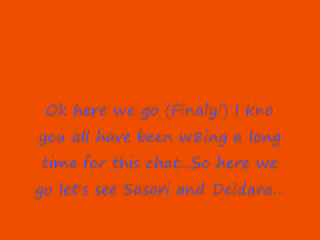 Ok here we go (Finaly!) I kno
you all have been w8ing a long
time for this chat...So here we
go let's see Sasori and Deidara...